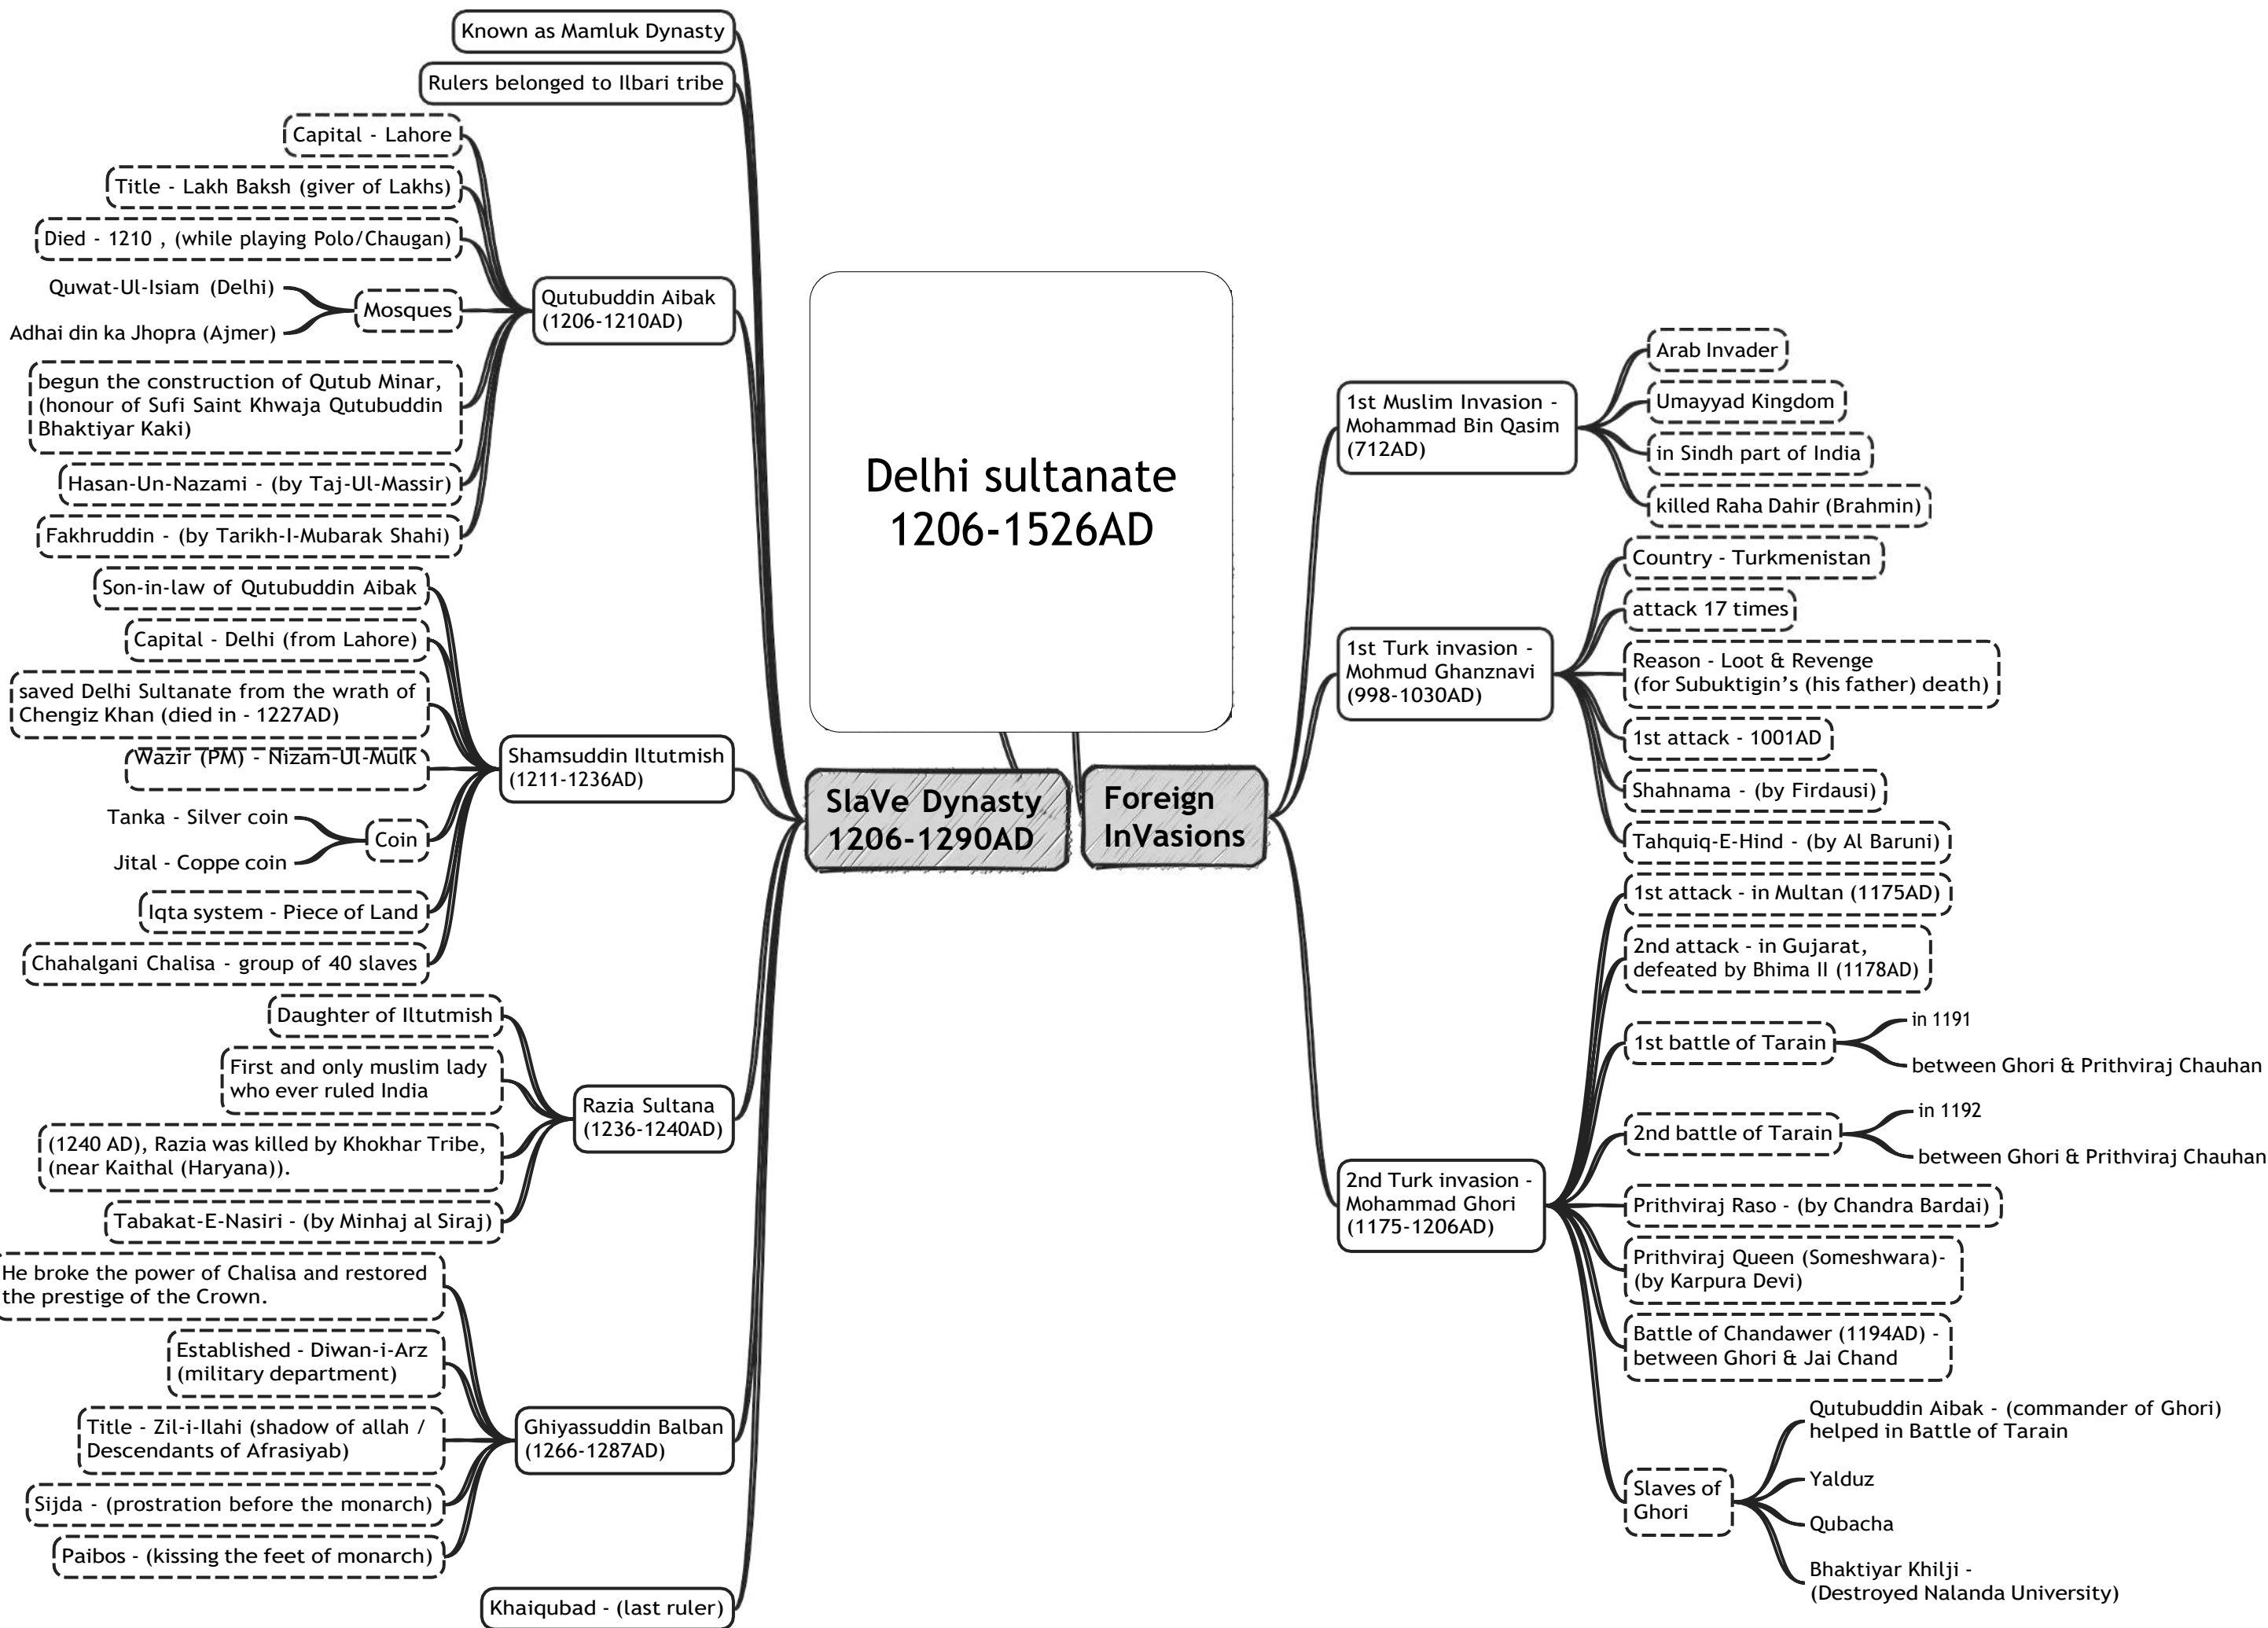 Delhi sultanate
1206-1526AD
SlaVe Dynasty
1206-1290AD
Known as Mamluk Dynasty
Rulers belonged to Ilbari tribe
Qutubuddin Aibak
(1206-1210AD)
Capital - Lahore
Title - Lakh Baksh (giver of Lakhs)
Died - 1210 , (while playing Polo/Chaugan)
Mosques
Quwat-Ul-Isiam (Delhi)
Adhai din ka Jhopra (Ajmer)
begun the construction of Qutub Minar,
(honour of Sufi Saint Khwaja Qutubuddin
Bhaktiyar Kaki)
Hasan-Un-Nazami - (by Taj-Ul-Massir)
Fakhruddin - (by Tarikh-I-Mubarak Shahi)
Shamsuddin Iltutmish
(1211-1236AD)
Son-in-law of Qutubuddin Aibak
Capital - Delhi (from Lahore)
saved Delhi Sultanate from the wrath of
Chengiz Khan (died in - 1227AD)
Wazir (PM) - Nizam-Ul-Mulk
Coin
Tanka - Silver coin
Jital - Coppe coin
Iqta system - Piece of Land
Chahalgani Chalisa - group of 40 slaves
Razia Sultana
(1236-1240AD)
Daughter of Iltutmish
First and only muslim lady
who ever ruled India
(1240 AD), Razia was killed by Khokhar Tribe,
(near Kaithal (Haryana)).
Tabakat-E-Nasiri - (by Minhaj al Siraj)
Ghiyassuddin Balban
(1266-1287AD)
He broke the power of Chalisa and restored
the prestige of the Crown.
Established - Diwan-i-Arz
(military department)
Title - Zil-i-Ilahi (shadow of allah /
Descendants of Afrasiyab)
Sijda - (prostration before the monarch)
Paibos - (kissing the feet of monarch)
Khaiqubad - (last ruler)
Foreign
InVasions
1st Muslim Invasion -
Mohammad Bin Qasim
(712AD)
Arab Invader
Umayyad Kingdom
in Sindh part of India
killed Raha Dahir (Brahmin)
1st Turk invasion -
Mohmud Ghanznavi
(998-1030AD)
Country - Turkmenistan
attack 17 times
Reason - Loot & Revenge
(for Subuktigin’s (his father) death)
1st attack - 1001AD
Shahnama - (by Firdausi)
Tahquiq-E-Hind - (by Al Baruni)
2nd Turk invasion -
Mohammad Ghori
(1175-1206AD)
1st attack - in Multan (1175AD)
2nd attack - in Gujarat,
defeated by Bhima II (1178AD)
1st battle of Tarain
in 1191
between Ghori & Prithviraj Chauhan
2nd battle of Tarain
in 1192
between Ghori & Prithviraj Chauhan
Prithviraj Raso - (by Chandra Bardai)
Prithviraj Queen (Someshwara)-
(by Karpura Devi)
Battle of Chandawer (1194AD) -
between Ghori & Jai Chand
Slaves of
Ghori
Qutubuddin Aibak - (commander of Ghori)
helped in Battle of Tarain
Yalduz
Qubacha
Bhaktiyar Khilji -
(Destroyed Nalanda University)